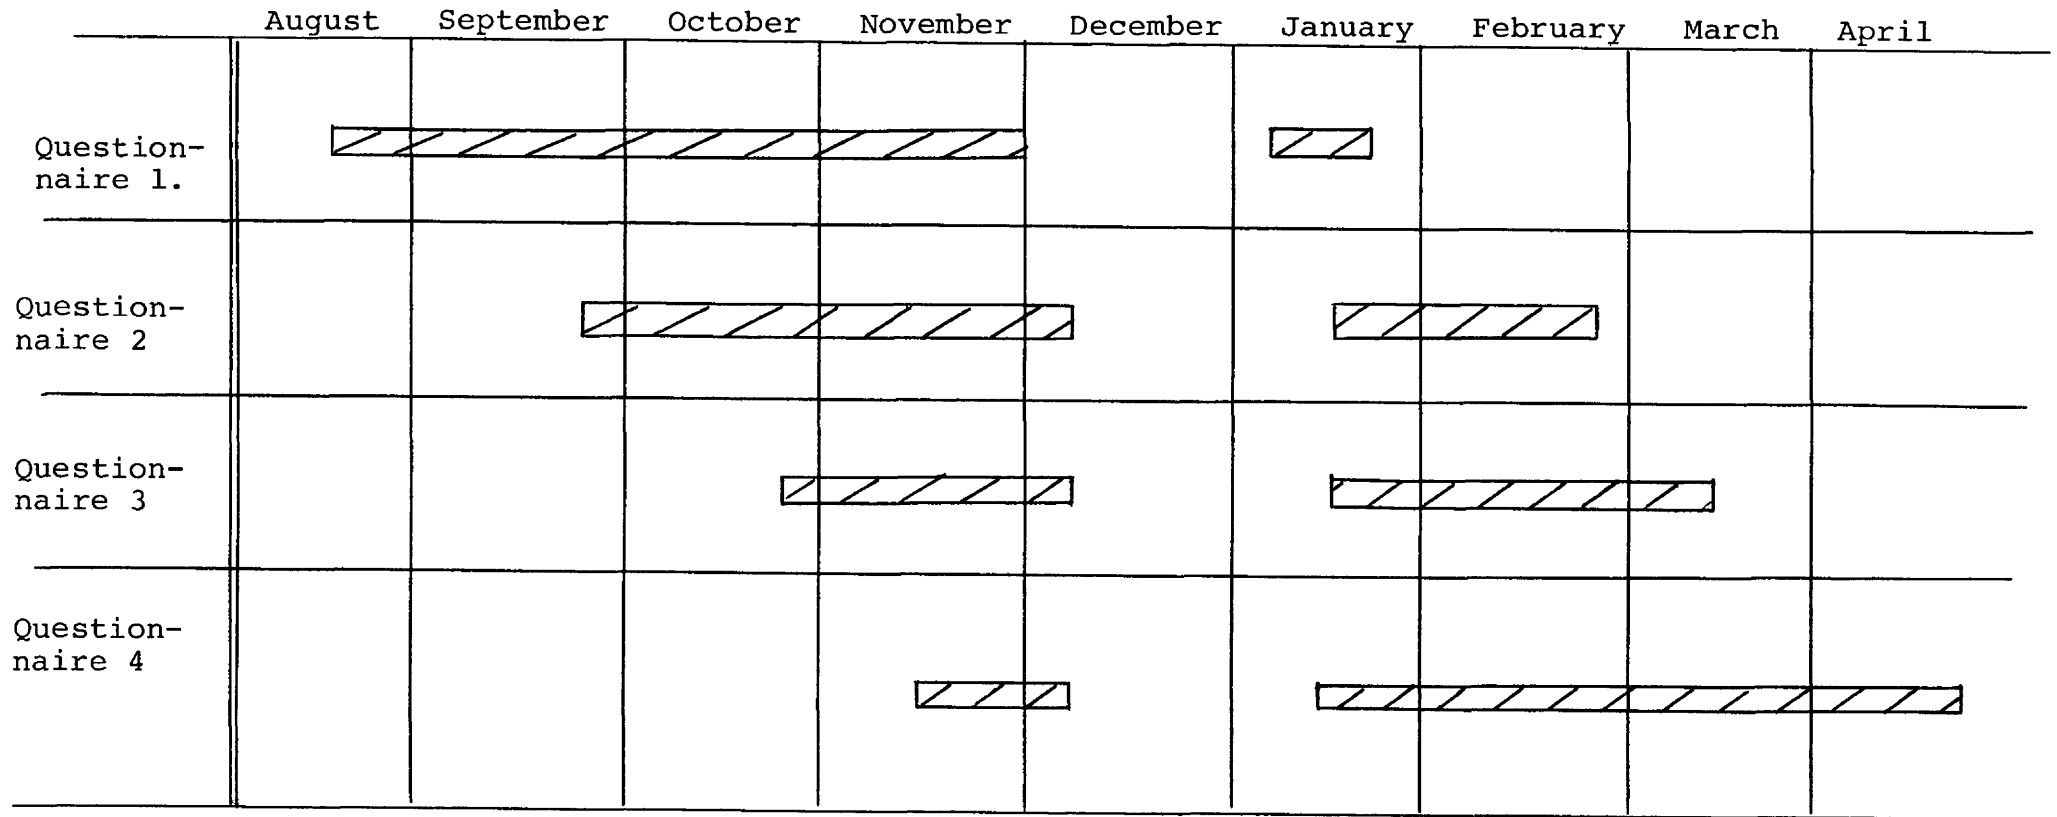 August September October November December January February March April
Question-
naire 1.
Question-
naire 2
Question-
naire 3
Question-
naire 4